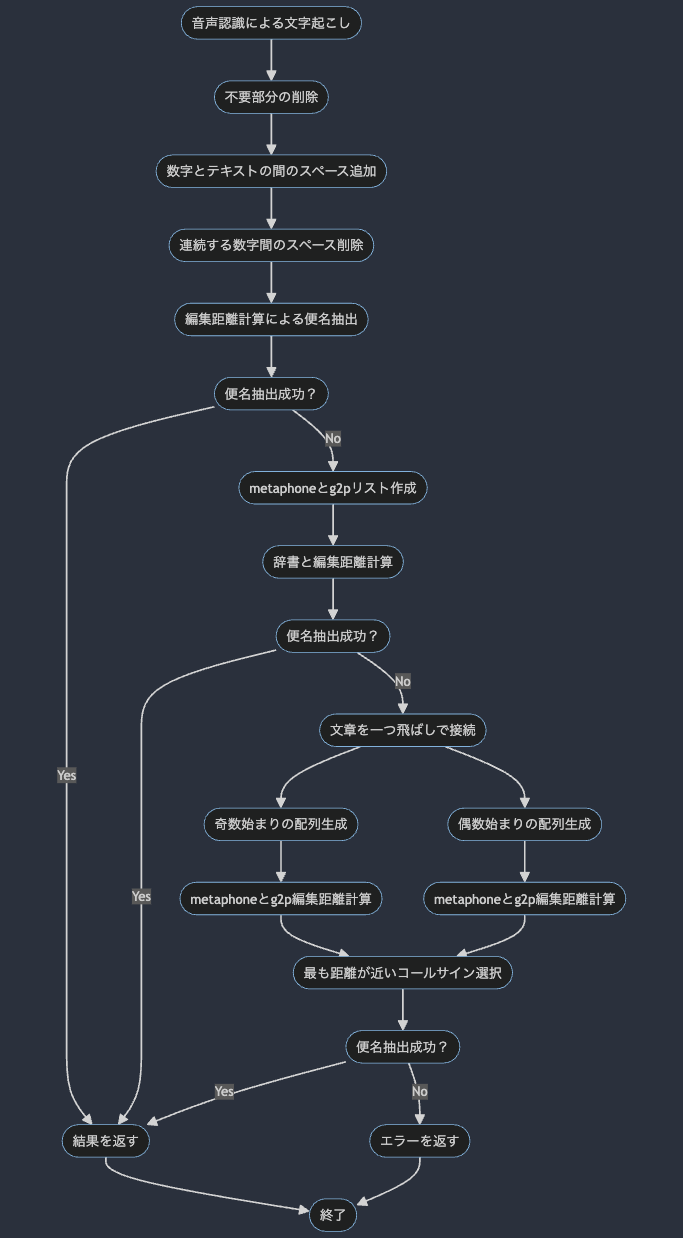 音声認識による文字起こし
不要部分の削除
数字とテキストの間のスペース追加
連続する数字間のスペース削除
編集距離計算による便名抽出
便名抽出成功？
No
metaphoneとg2pリスト作成
辞書と編集距離計算
便名抽出成功？
No
文章を一つ飛ばしで接続
Yes
奇数始まりの配列生成
偶数始まりの配列生成
Yes
metaphoneとg2p編集距離計算
metaphoneとg2p編集距離計算
最も距離が近いコールサイン選択
便名抽出成功？
Yes
No
結果を返す
エラーを返す
終了